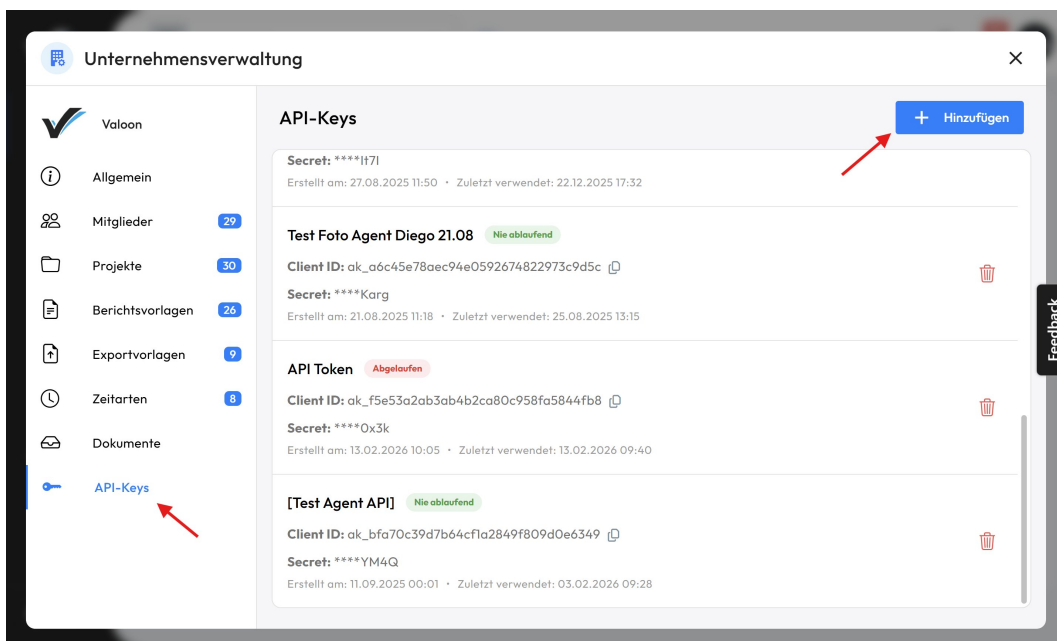 Unternehmensverwaltung
Valoon
Allgemein
Mitglieder 29
Projekte 30
Berichtsvorlagen 26
Exportvorlagen 9
Zeitarten 8
Dokumente
API-Keys
API-Keys
+ Hinzufügen
Secret: ****It7I
Erstellt am: 27.08.2025 11:50 • Zuletzt verwendet: 22.12.2025 17:32
Test Foto Agent Diego 21.08 Nie ablaufend
Client ID: ak_a6c45e78aec94e0592674822973c9d5c
Secret: ****Karg
Erstellt am: 21.08.2025 11:18 • Zuletzt verwendet: 25.08.2025 13:15
API Token Abgelaufen
Client ID: ak_f5e53a2ab3ab4b2ca80c958fa5844fb8
Secret: ****0x3k
Erstellt am: 13.02.2026 10:05 • Zuletzt verwendet: 13.02.2026 09:40
[Test Agent API] Nie ablaufend
Client ID: ak_bfa70c39d7b64cf1a2849f809d0e6349
Secret: ****YM4Q
Erstellt am: 11.09.2025 00:01 • Zuletzt verwendet: 03.02.2026 09:28
Feedback